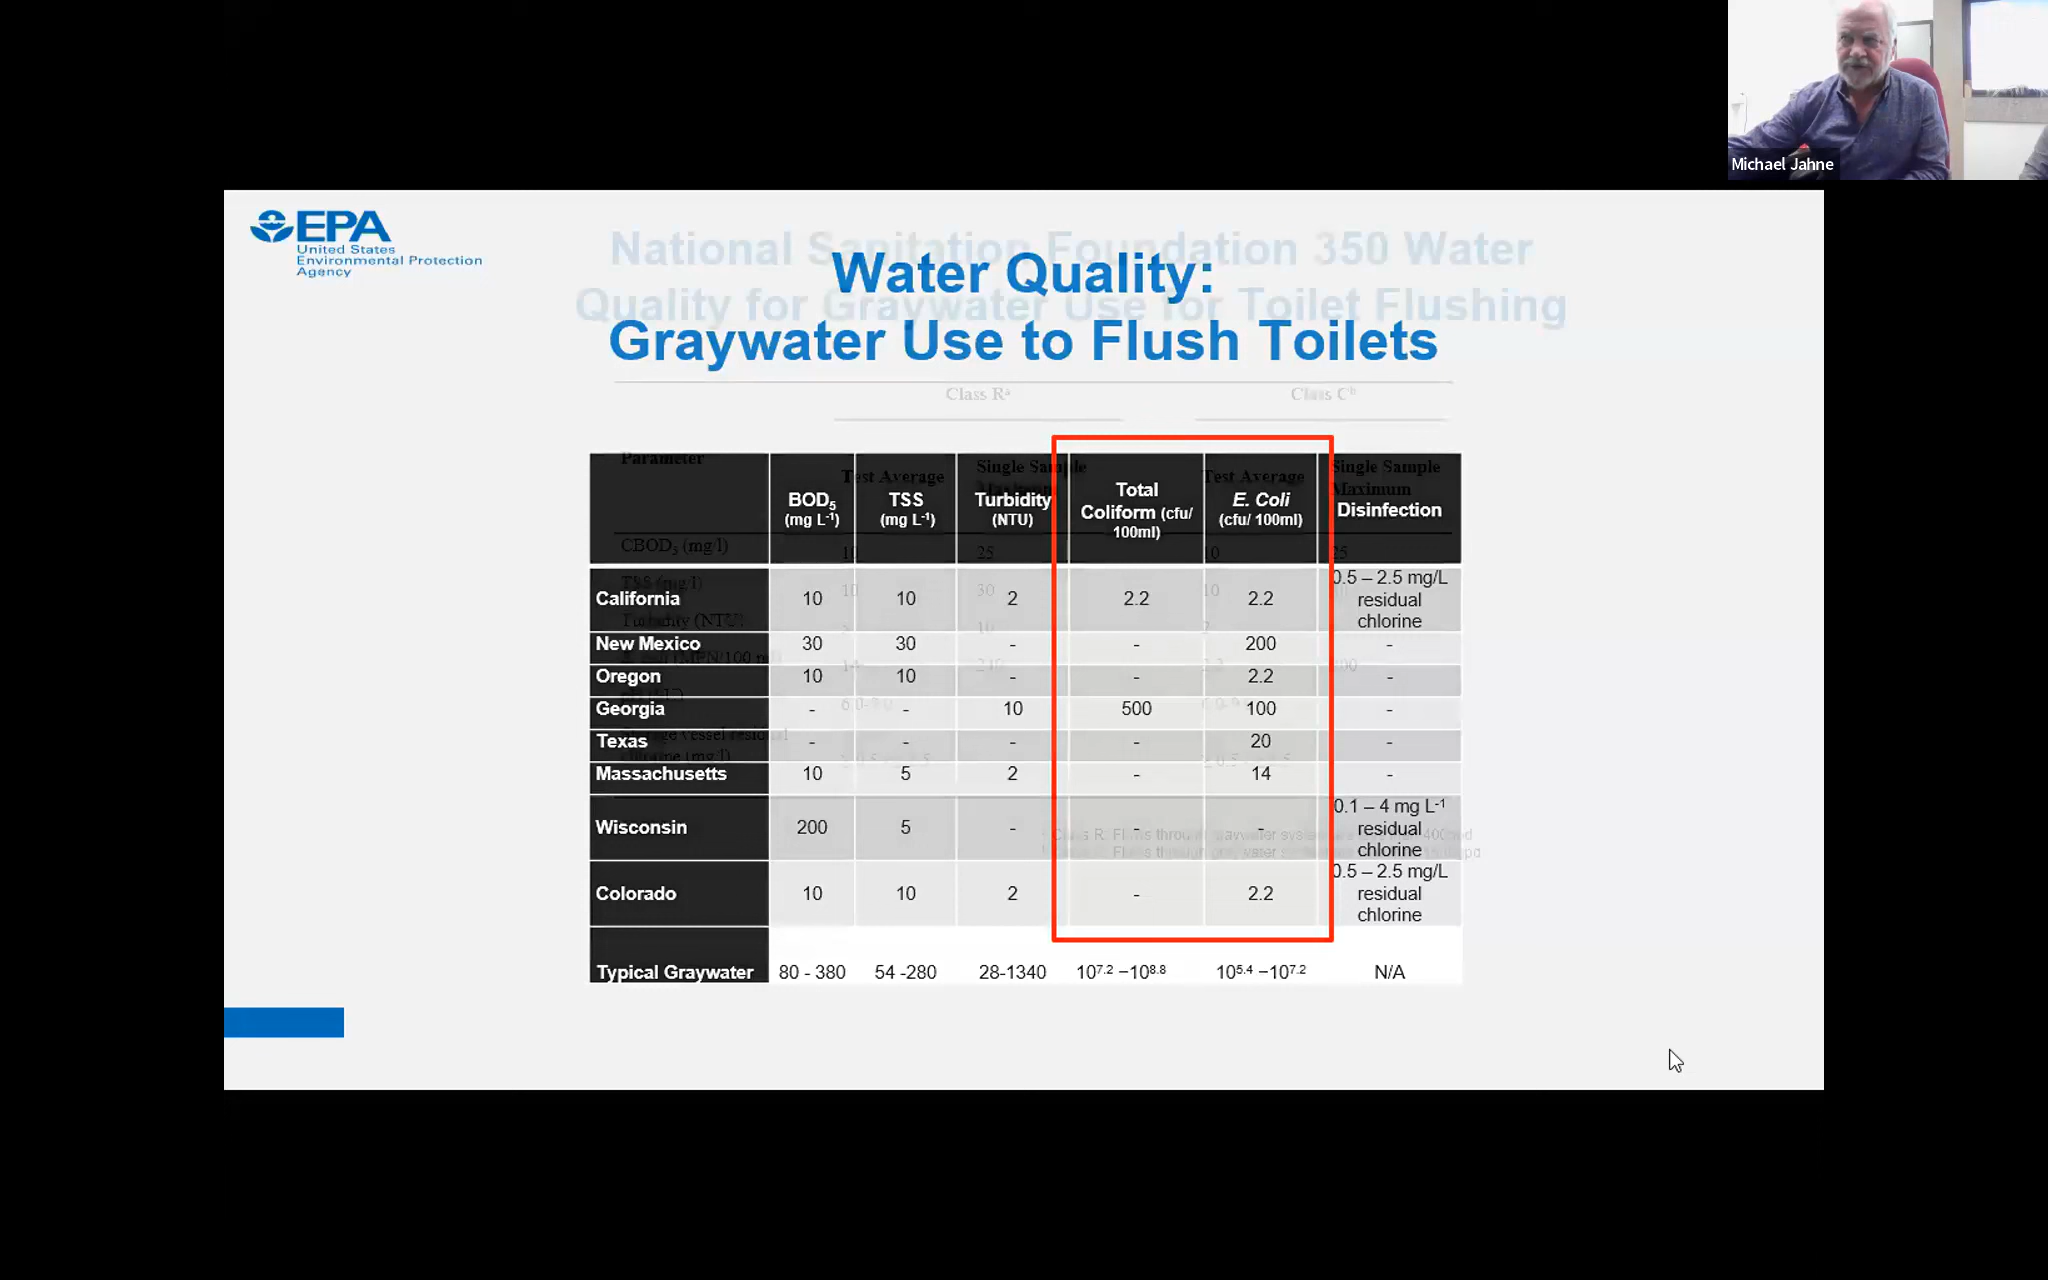 Michael Jahne
EPA
United States
Environmental Protection
Agency
National Sanitation Foundation 350 Water
Quality for Graywater Use for Toilet Flushing
Water Quality:
Graywater Use to Flush Toilets
Class Rᵃ Class Cᵇ
Parameter Test Average Single Sample Test Average Single Sample
Maximum
BOD₅ (mg L⁻¹) TSS (mg L⁻¹) Turbidity (NTU) Total Coliform (cfu/ 100ml) E. Coli (cfu/ 100ml) Disinfection
CBOD₅ (mg/l) 10 25 10 25
California 10 10 2 2.2 2.2 0.5 – 2.5 mg/L residual chlorine
New Mexico 30 30 - - 200 -
Oregon 10 10 - - 2.2 -
Georgia - - 10 500 100 -
Texas - - - - 20 -
Massachusetts 10 5 2 - 14 -
Wisconsin 200 5 - - - 0.1 – 4 mg L⁻¹ residual chlorine
Colorado 10 10 2 - 2.2 0.5 – 2.5 mg/L residual chlorine
Typical Graywater 80 - 380 54 -280 28-1340 10⁷·² –10⁸·⁸ 10⁵·⁴ –10⁷·² N/A